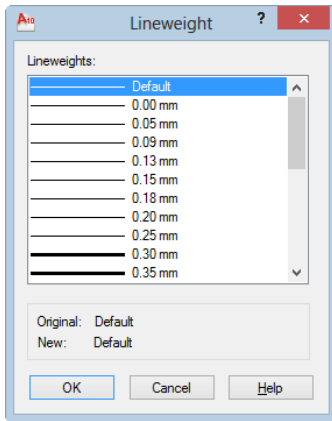 A10
Lineweight ? ×
Lineweights:
Default
0.00 mm
0.05 mm
0.09 mm
0.13 mm
0.15 mm
0.18 mm
0.20 mm
0.25 mm
0.30 mm
0.35 mm
Original: Default
New: Default
OK Cancel Help